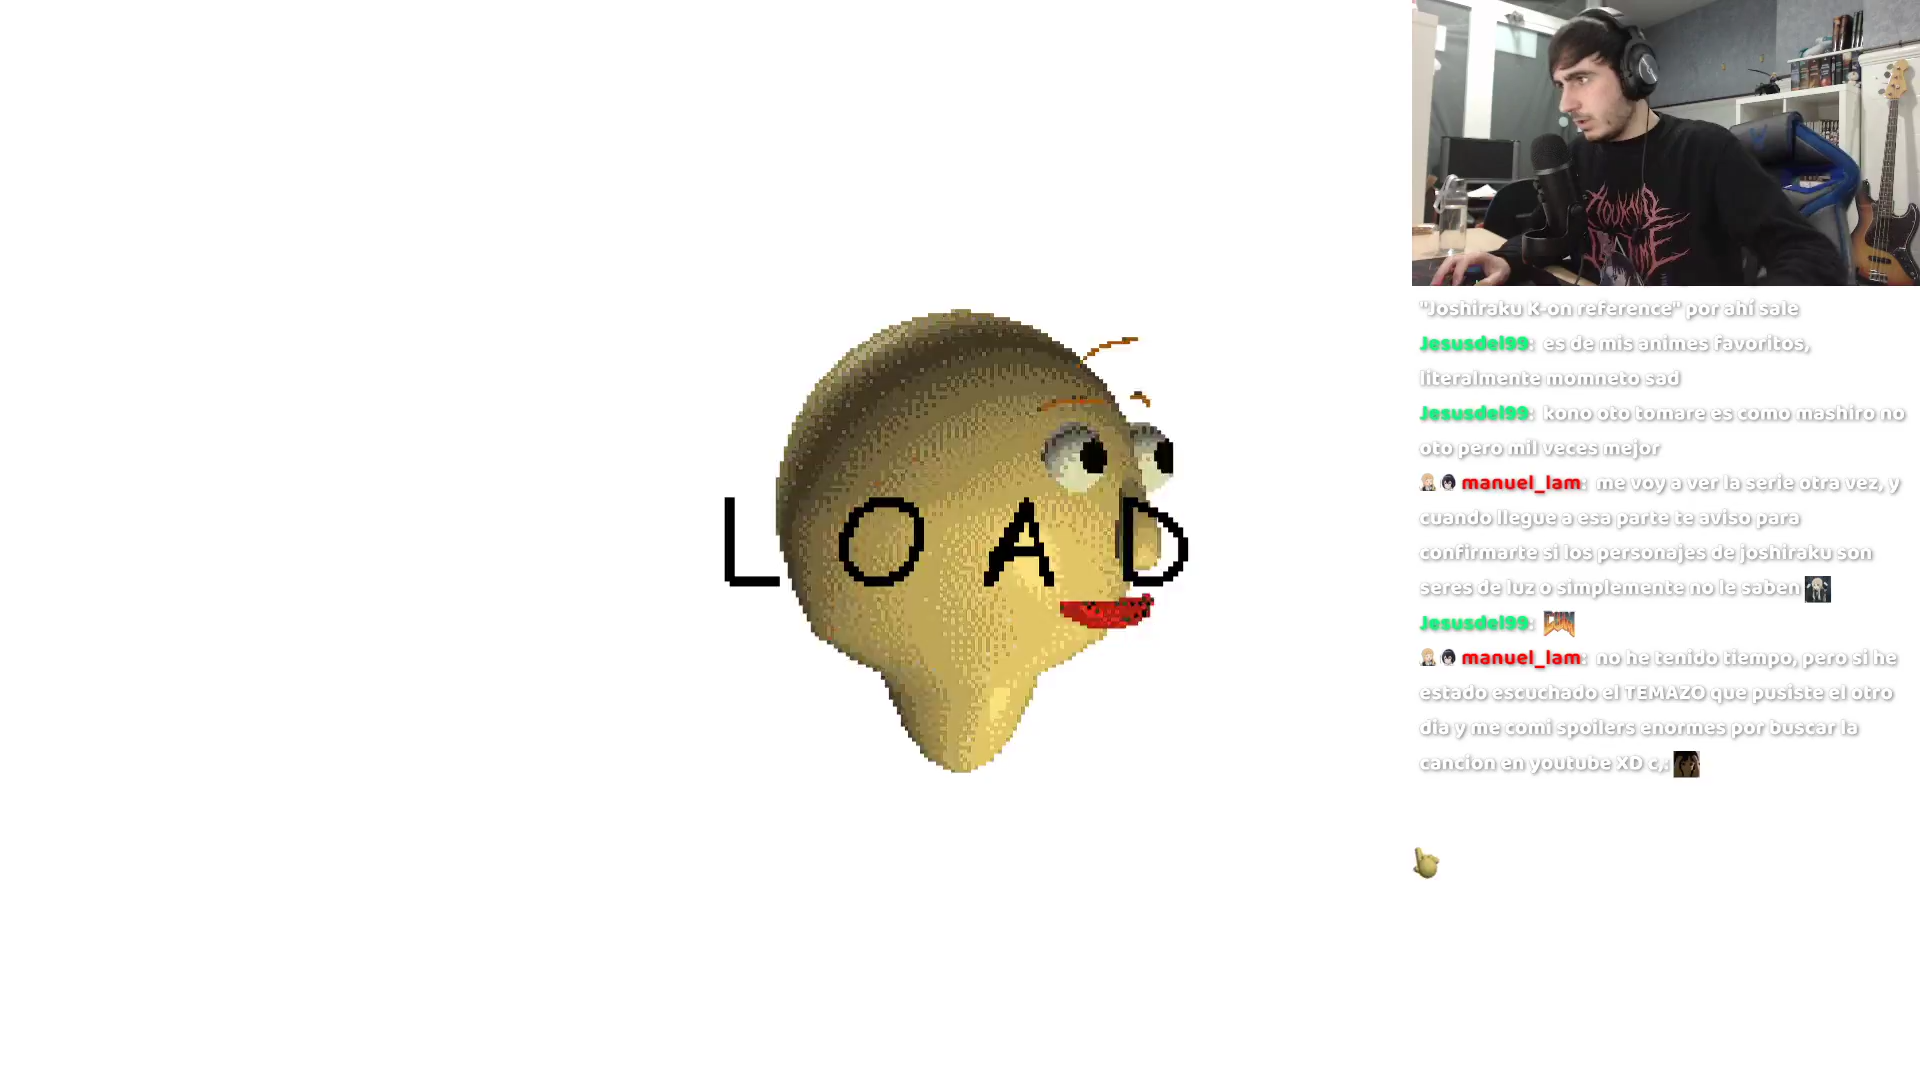 LOAD
"Joshiraku K-on reference" por ahí sale
Jesusdel99: es de mis animes favoritos,
literalmente momneto sad
Jesusdel99: kono oto tomare es como mashiro no
oto pero mil veces mejor
manuel_lam: me voy a ver la serie otra vez, y
cuando llegue a esa parte te aviso para
confirmarte si los personajes de joshiraku son
seres de luz o simplemente no le saben
Jesusdel99:
manuel_lam: no he tenido tiempo, pero si he
estado escuchado el TEMAZO que pusiste el otro
dia y me comi spoilers enormes por buscar la
cancion en youtube XD c,: